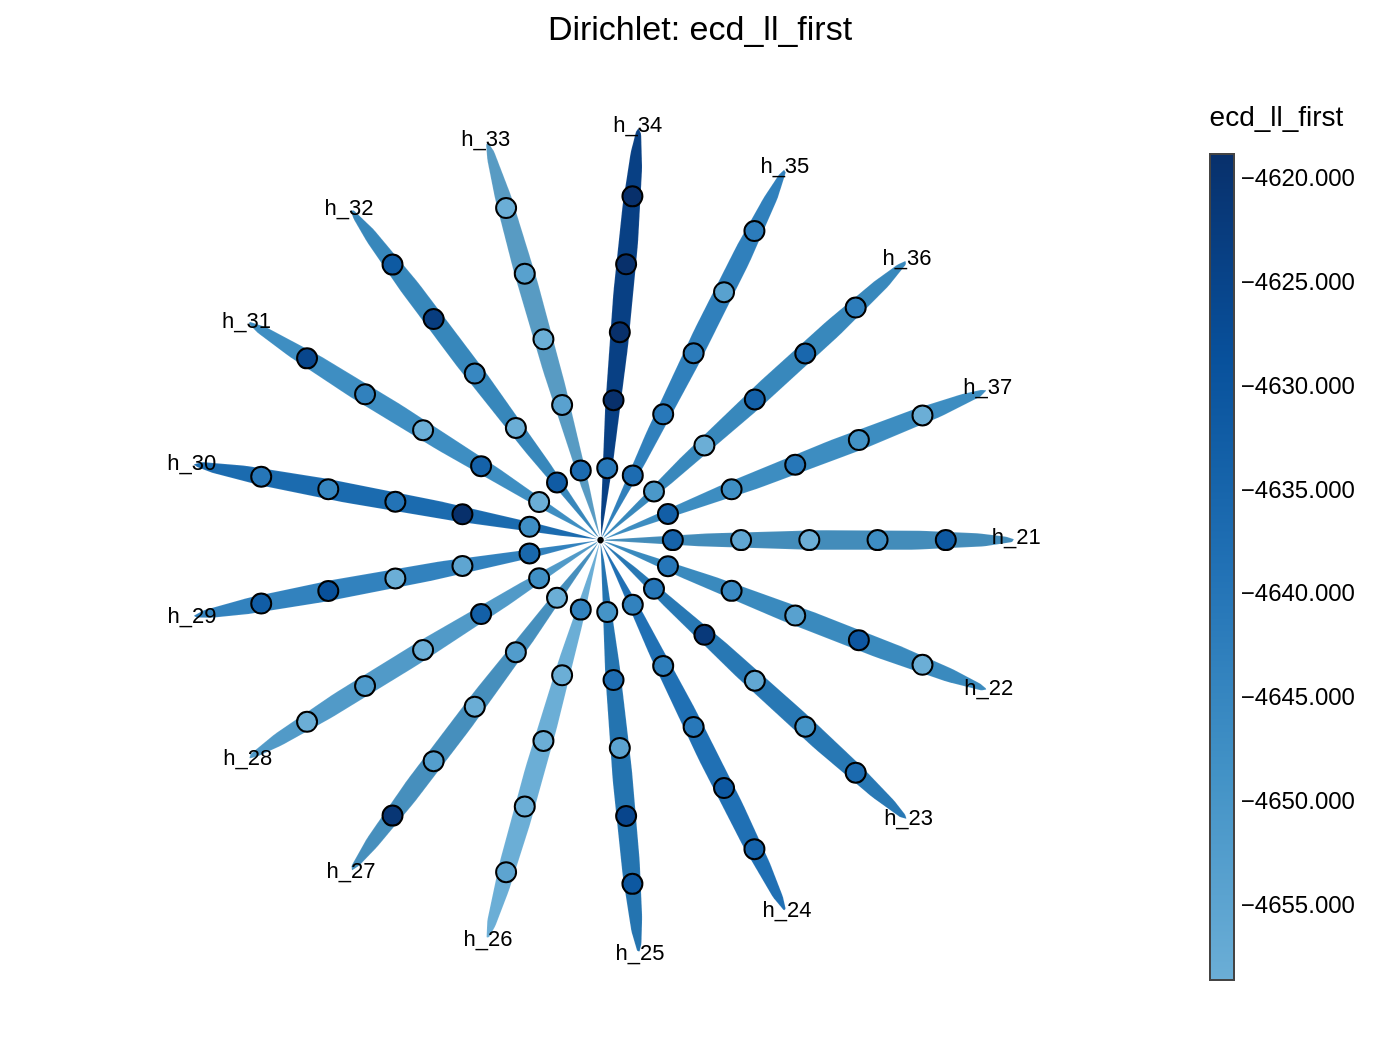 Dirichlet: ecd_ll_first
ecd_ll_first
−4620.000
−4625.000
−4630.000
−4635.000
−4640.000
−4645.000
−4650.000
−4655.000
h_34
h_33
h_35
h_32
h_36
h_31
h_37
h_30
h_21
h_29
h_22
h_28
h_23
h_27
h_24
h_26
h_25